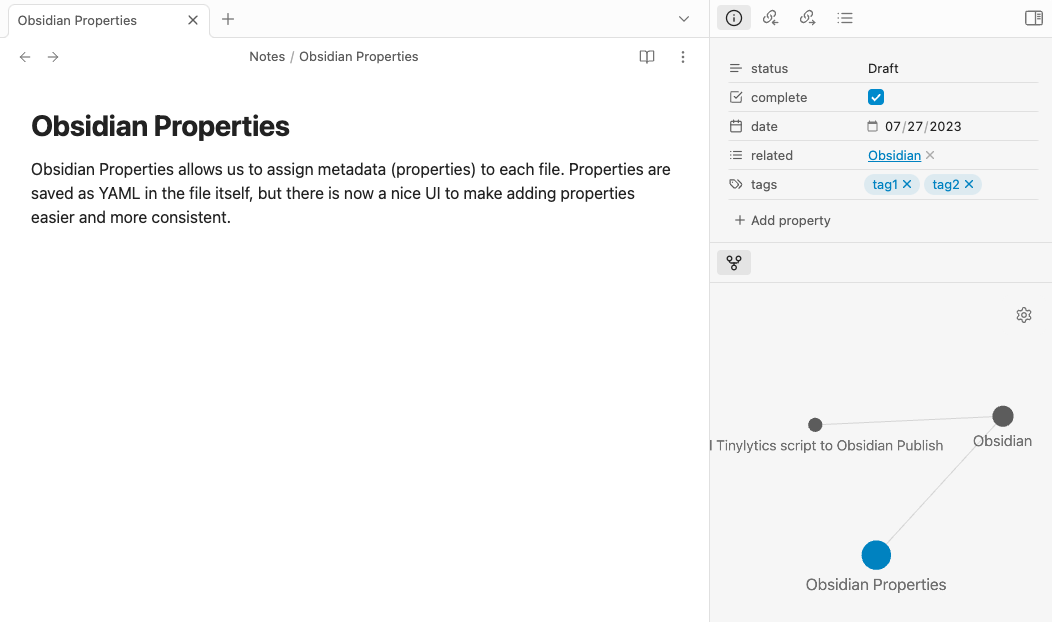 Obsidian Properties
Notes / Obsidian Properties
Obsidian Properties
Obsidian Properties allows us to assign metadata (properties) to each file. Properties are
saved as YAML in the file itself, but there is now a nice UI to make adding properties
easier and more consistent.
status Draft
complete
date 07/27/2023
related Obsidian
tags tag1 tag2
Add property
Tinylytics script to Obsidian Publish
Obsidian
Obsidian Properties